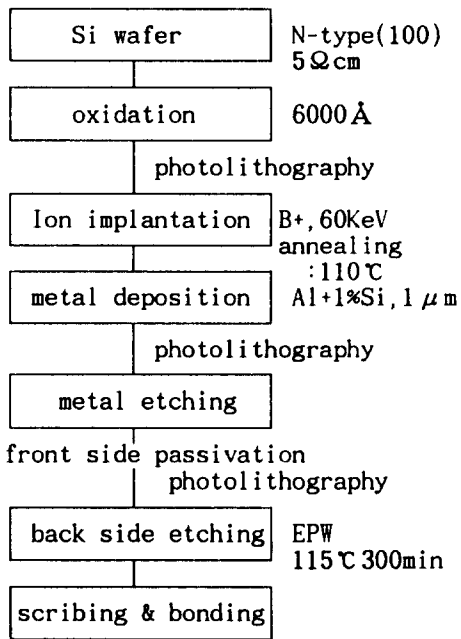 Si wafer
N-type(100)
5Ωcm
oxidation
6000Å
photolithography
Ion implantation
B+,60KeV
annealing
:110℃
metal deposition
Al+1%Si,1μm
photolithography
metal etching
front side passivation
photolithography
back side etching
EPW
115℃ 300min
scribing & bonding